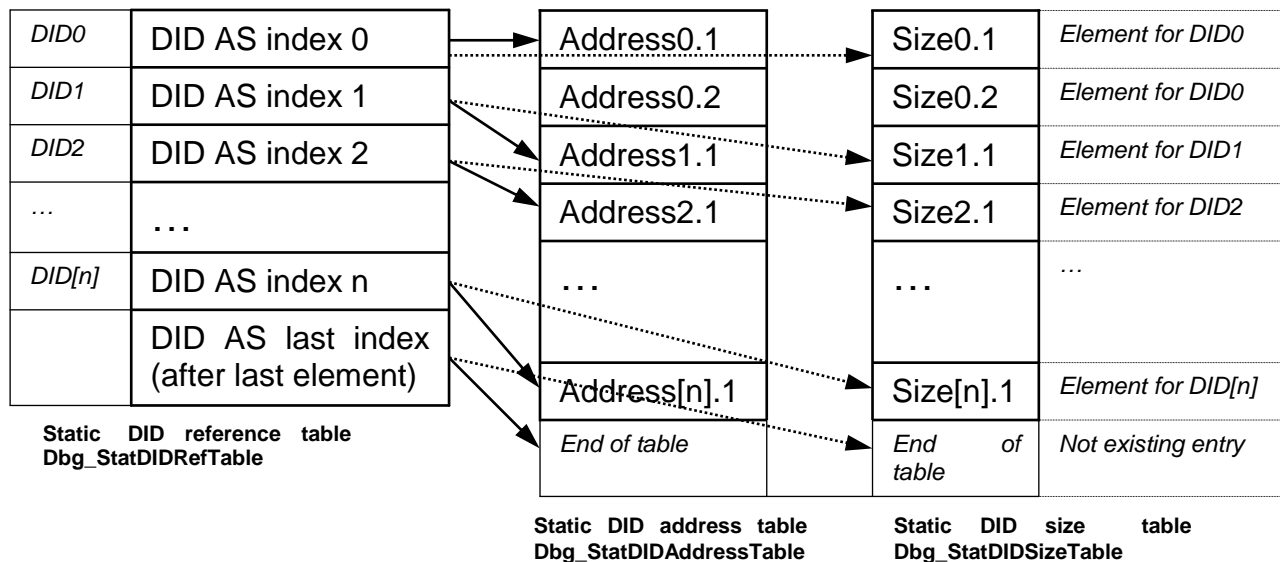 DID0 DID AS index 0 Address0.1 Size0.1 Element for DID0
DID1 DID AS index 1 Address0.2 Size0.2 Element for DID0
DID2 DID AS index 2 Address1.1 Size1.1 Element for DID1
… … Address2.1 Size2.1 Element for DID2
DID[n] DID AS index n … … …
DID AS last index
(after last element) Address[n].1 Size[n].1 Element for DID[n]
End of table End of
table Not existing entry
Static DID reference table
Dbg_StatDIDRefTable
Static DID address table
Dbg_StatDIDAddressTable
Static DID size table
Dbg_StatDIDSizeTable